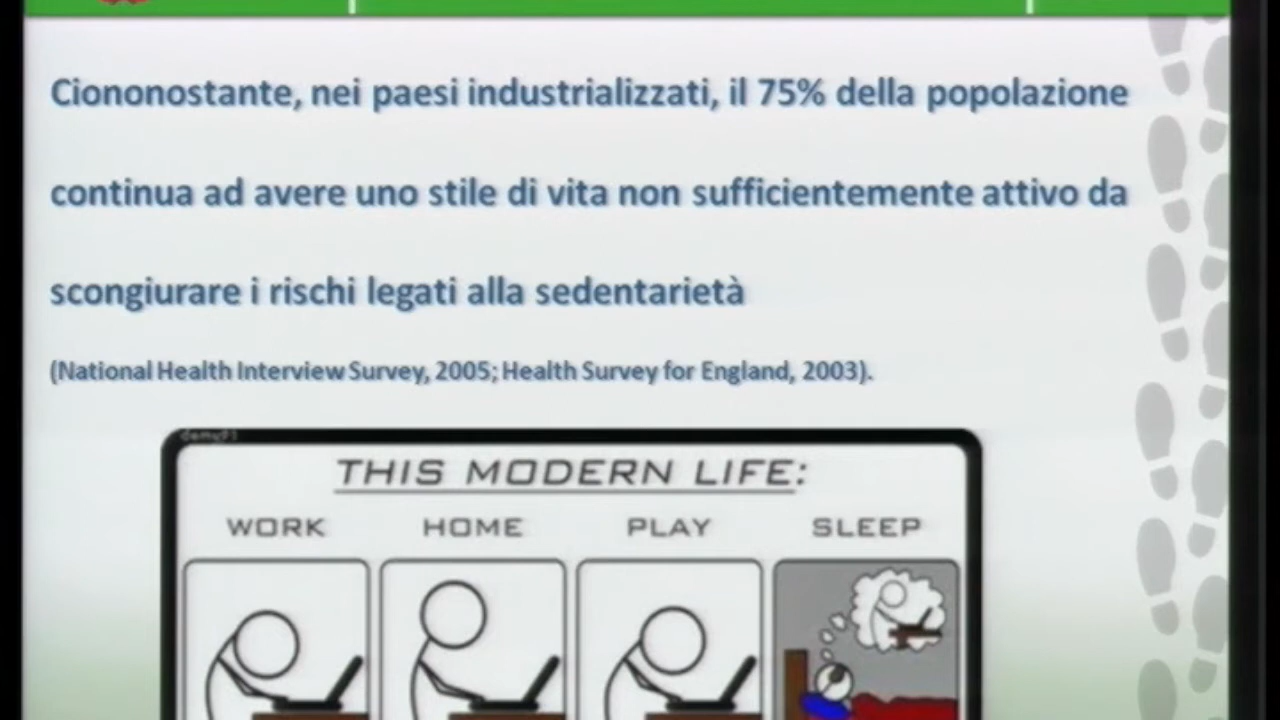 Ciononostante, nei paesi industrializzati, il 75% della popolazione
continua ad avere uno stile di vita non sufficientemente attivo da
scongiurare i rischi legati alla sedentarietà
(National Health Interview Survey, 2005; Health Survey for England, 2003).
THIS MODERN LIFE:
WORK HOME PLAY SLEEP